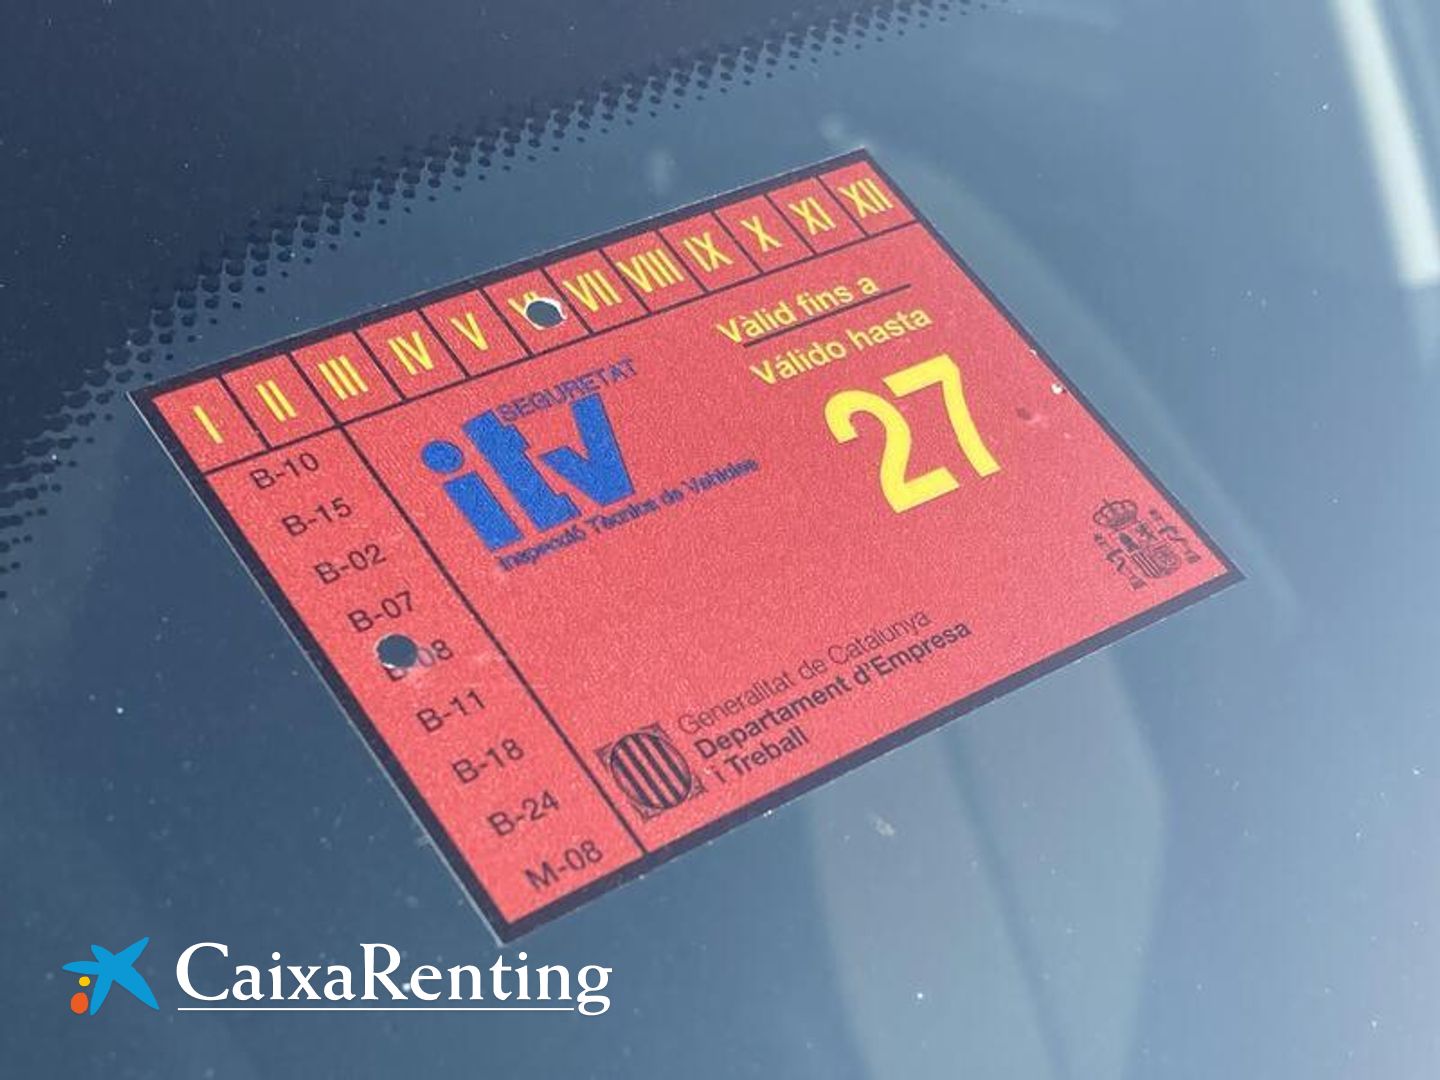 I II III IV V VI VII VIII IX X XI XII
Vàlid fins a
Válido hasta
27
SEGURETAT
itv
Inspecció Tècnica de Vehicles
B-10
B-15
B-02
B-07
B-08
B-11
B-18
B-24
M-08
Generalitat de Catalunya
Departament d'Empresa
i Treball
CaixaRenting